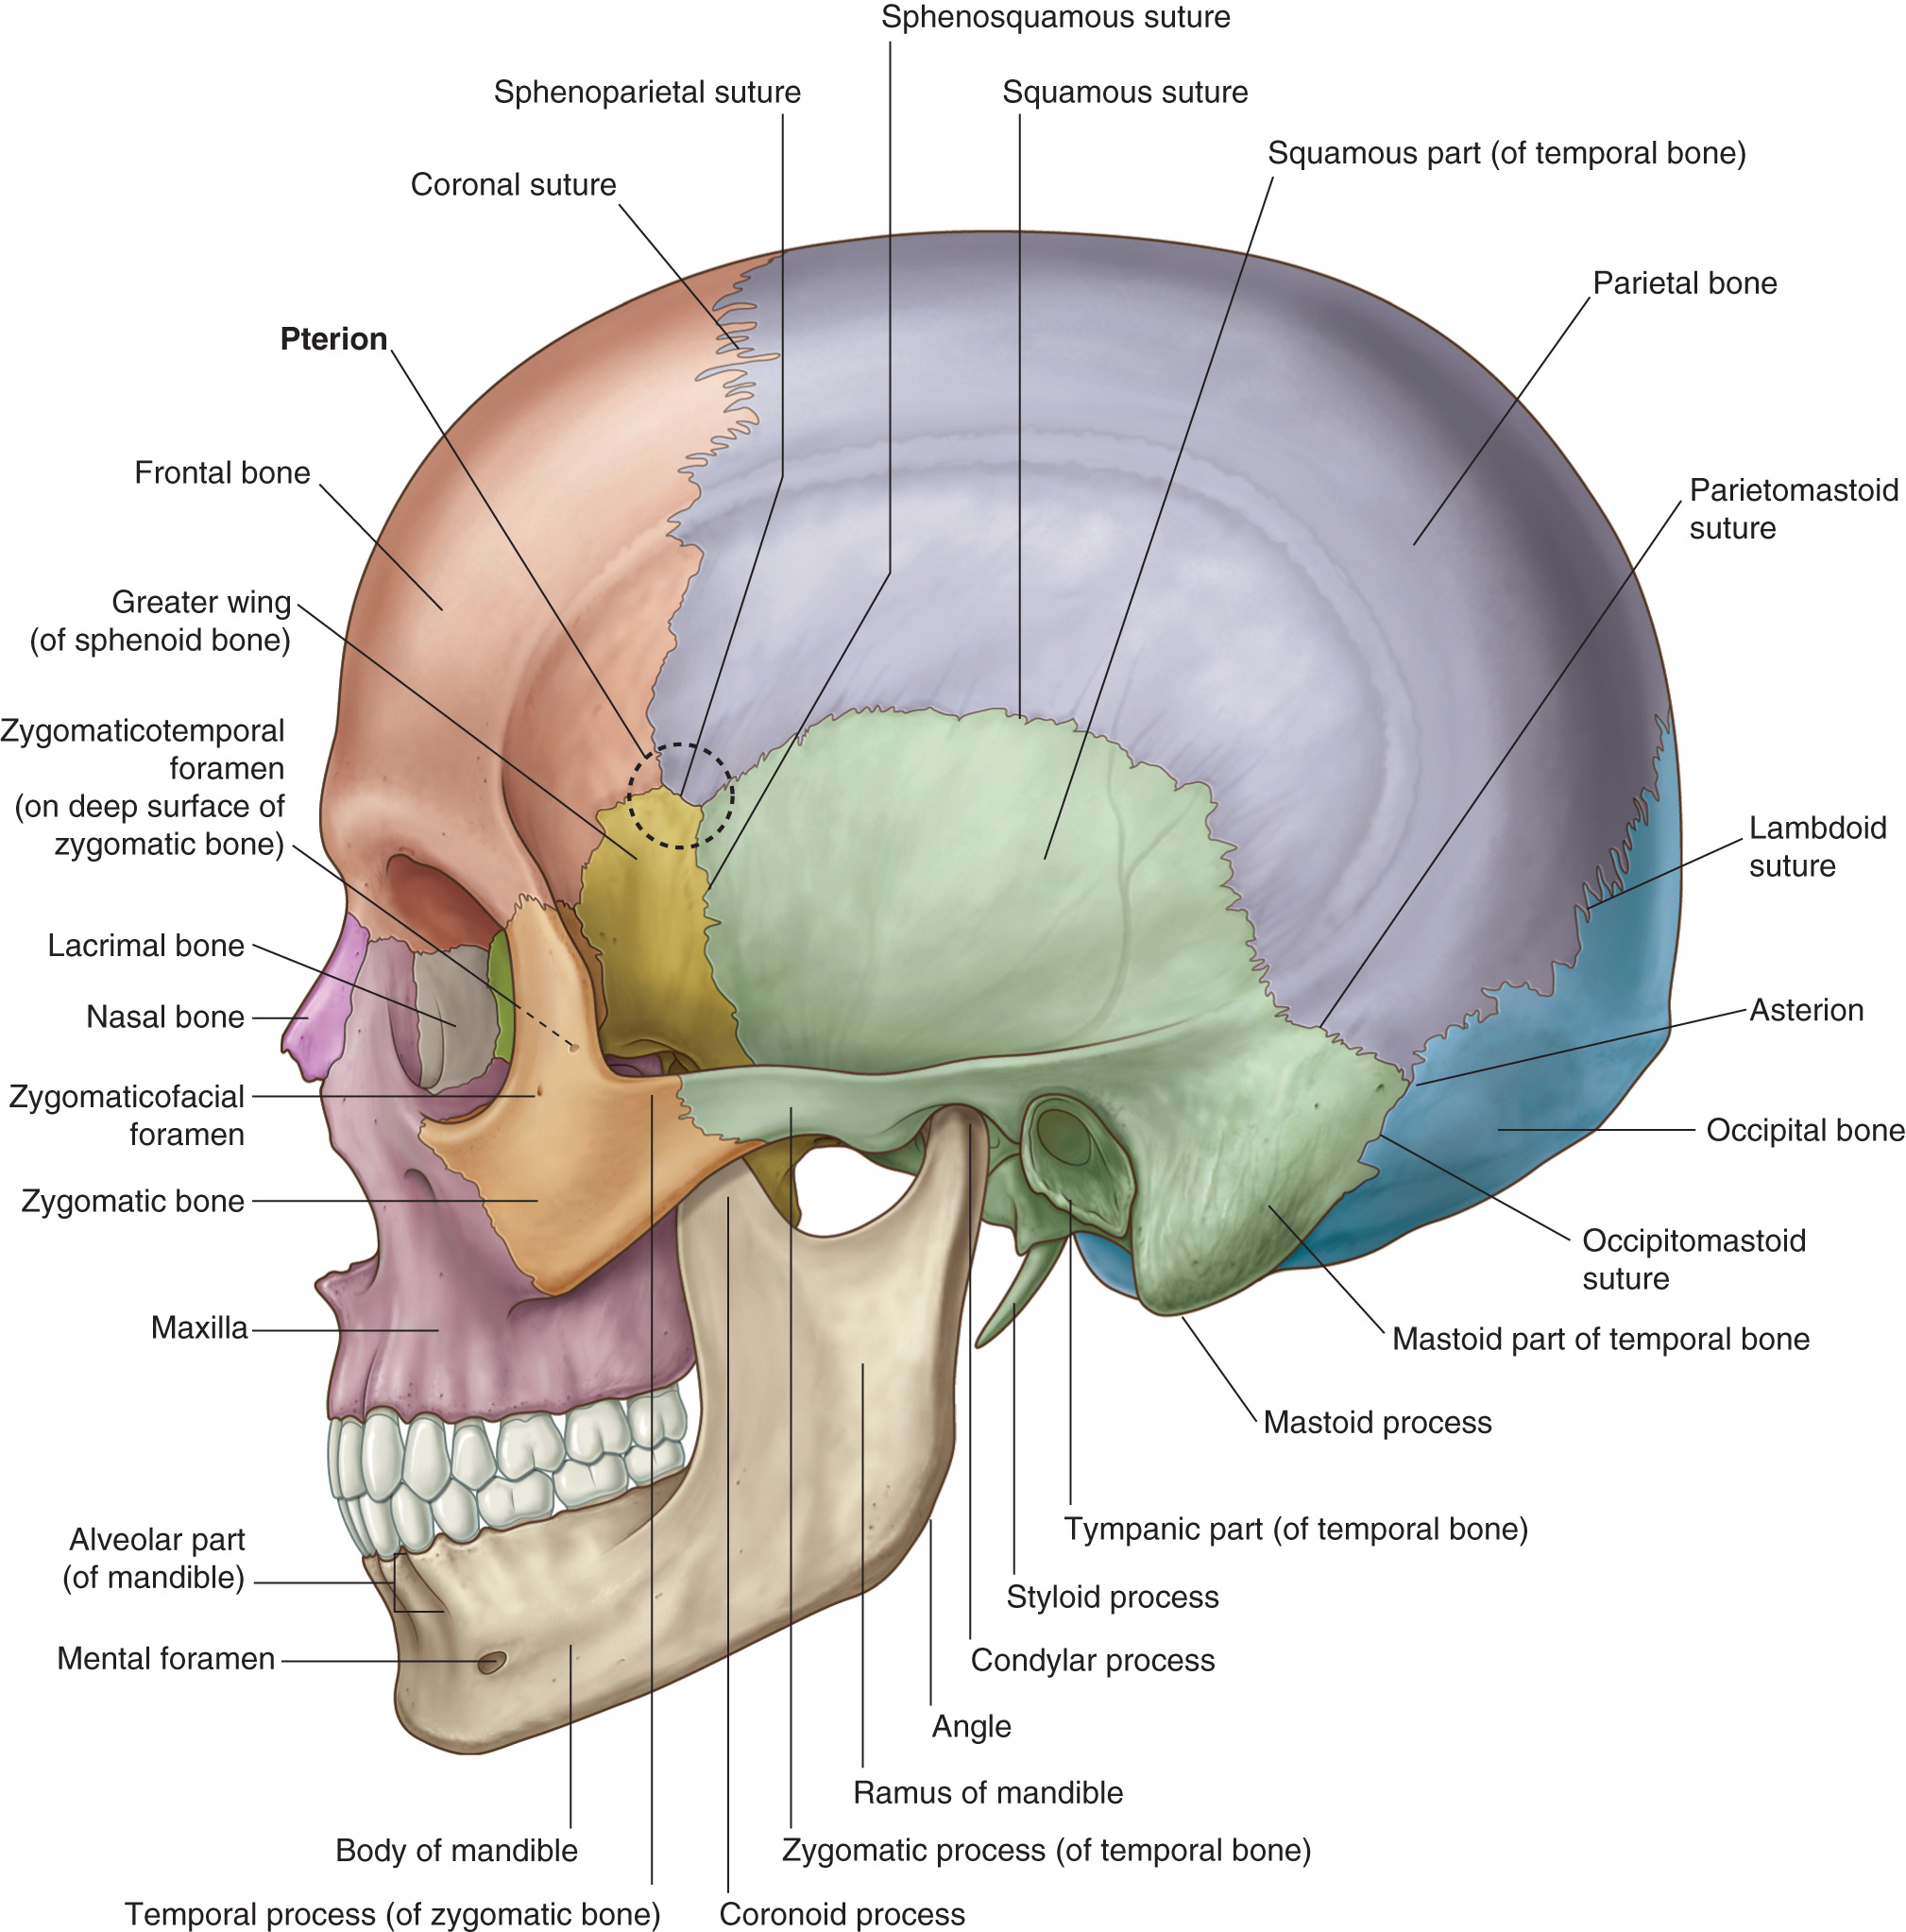 Sphenosquamous suture
Sphenoparietal suture
Squamous suture
Squamous part (of temporal bone)
Coronal suture
Parietal bone
Pterion
Frontal bone
Parietomastoid
suture
Greater wing
(of sphenoid bone)
Zygomaticotemporal
foramen
(on deep surface of
zygomatic bone)
Lambdoid
suture
Lacrimal bone
Nasal bone
Asterion
Zygomaticofacial
foramen
Occipital bone
Zygomatic bone
Occipitomastoid
suture
Maxilla
Mastoid part of temporal bone
Mastoid process
Tympanic part (of temporal bone)
Alveolar part
(of mandible)
Styloid process
Mental foramen
Condylar process
Angle
Ramus of mandible
Body of mandible
Zygomatic process (of temporal bone)
Temporal process (of zygomatic bone)
Coronoid process